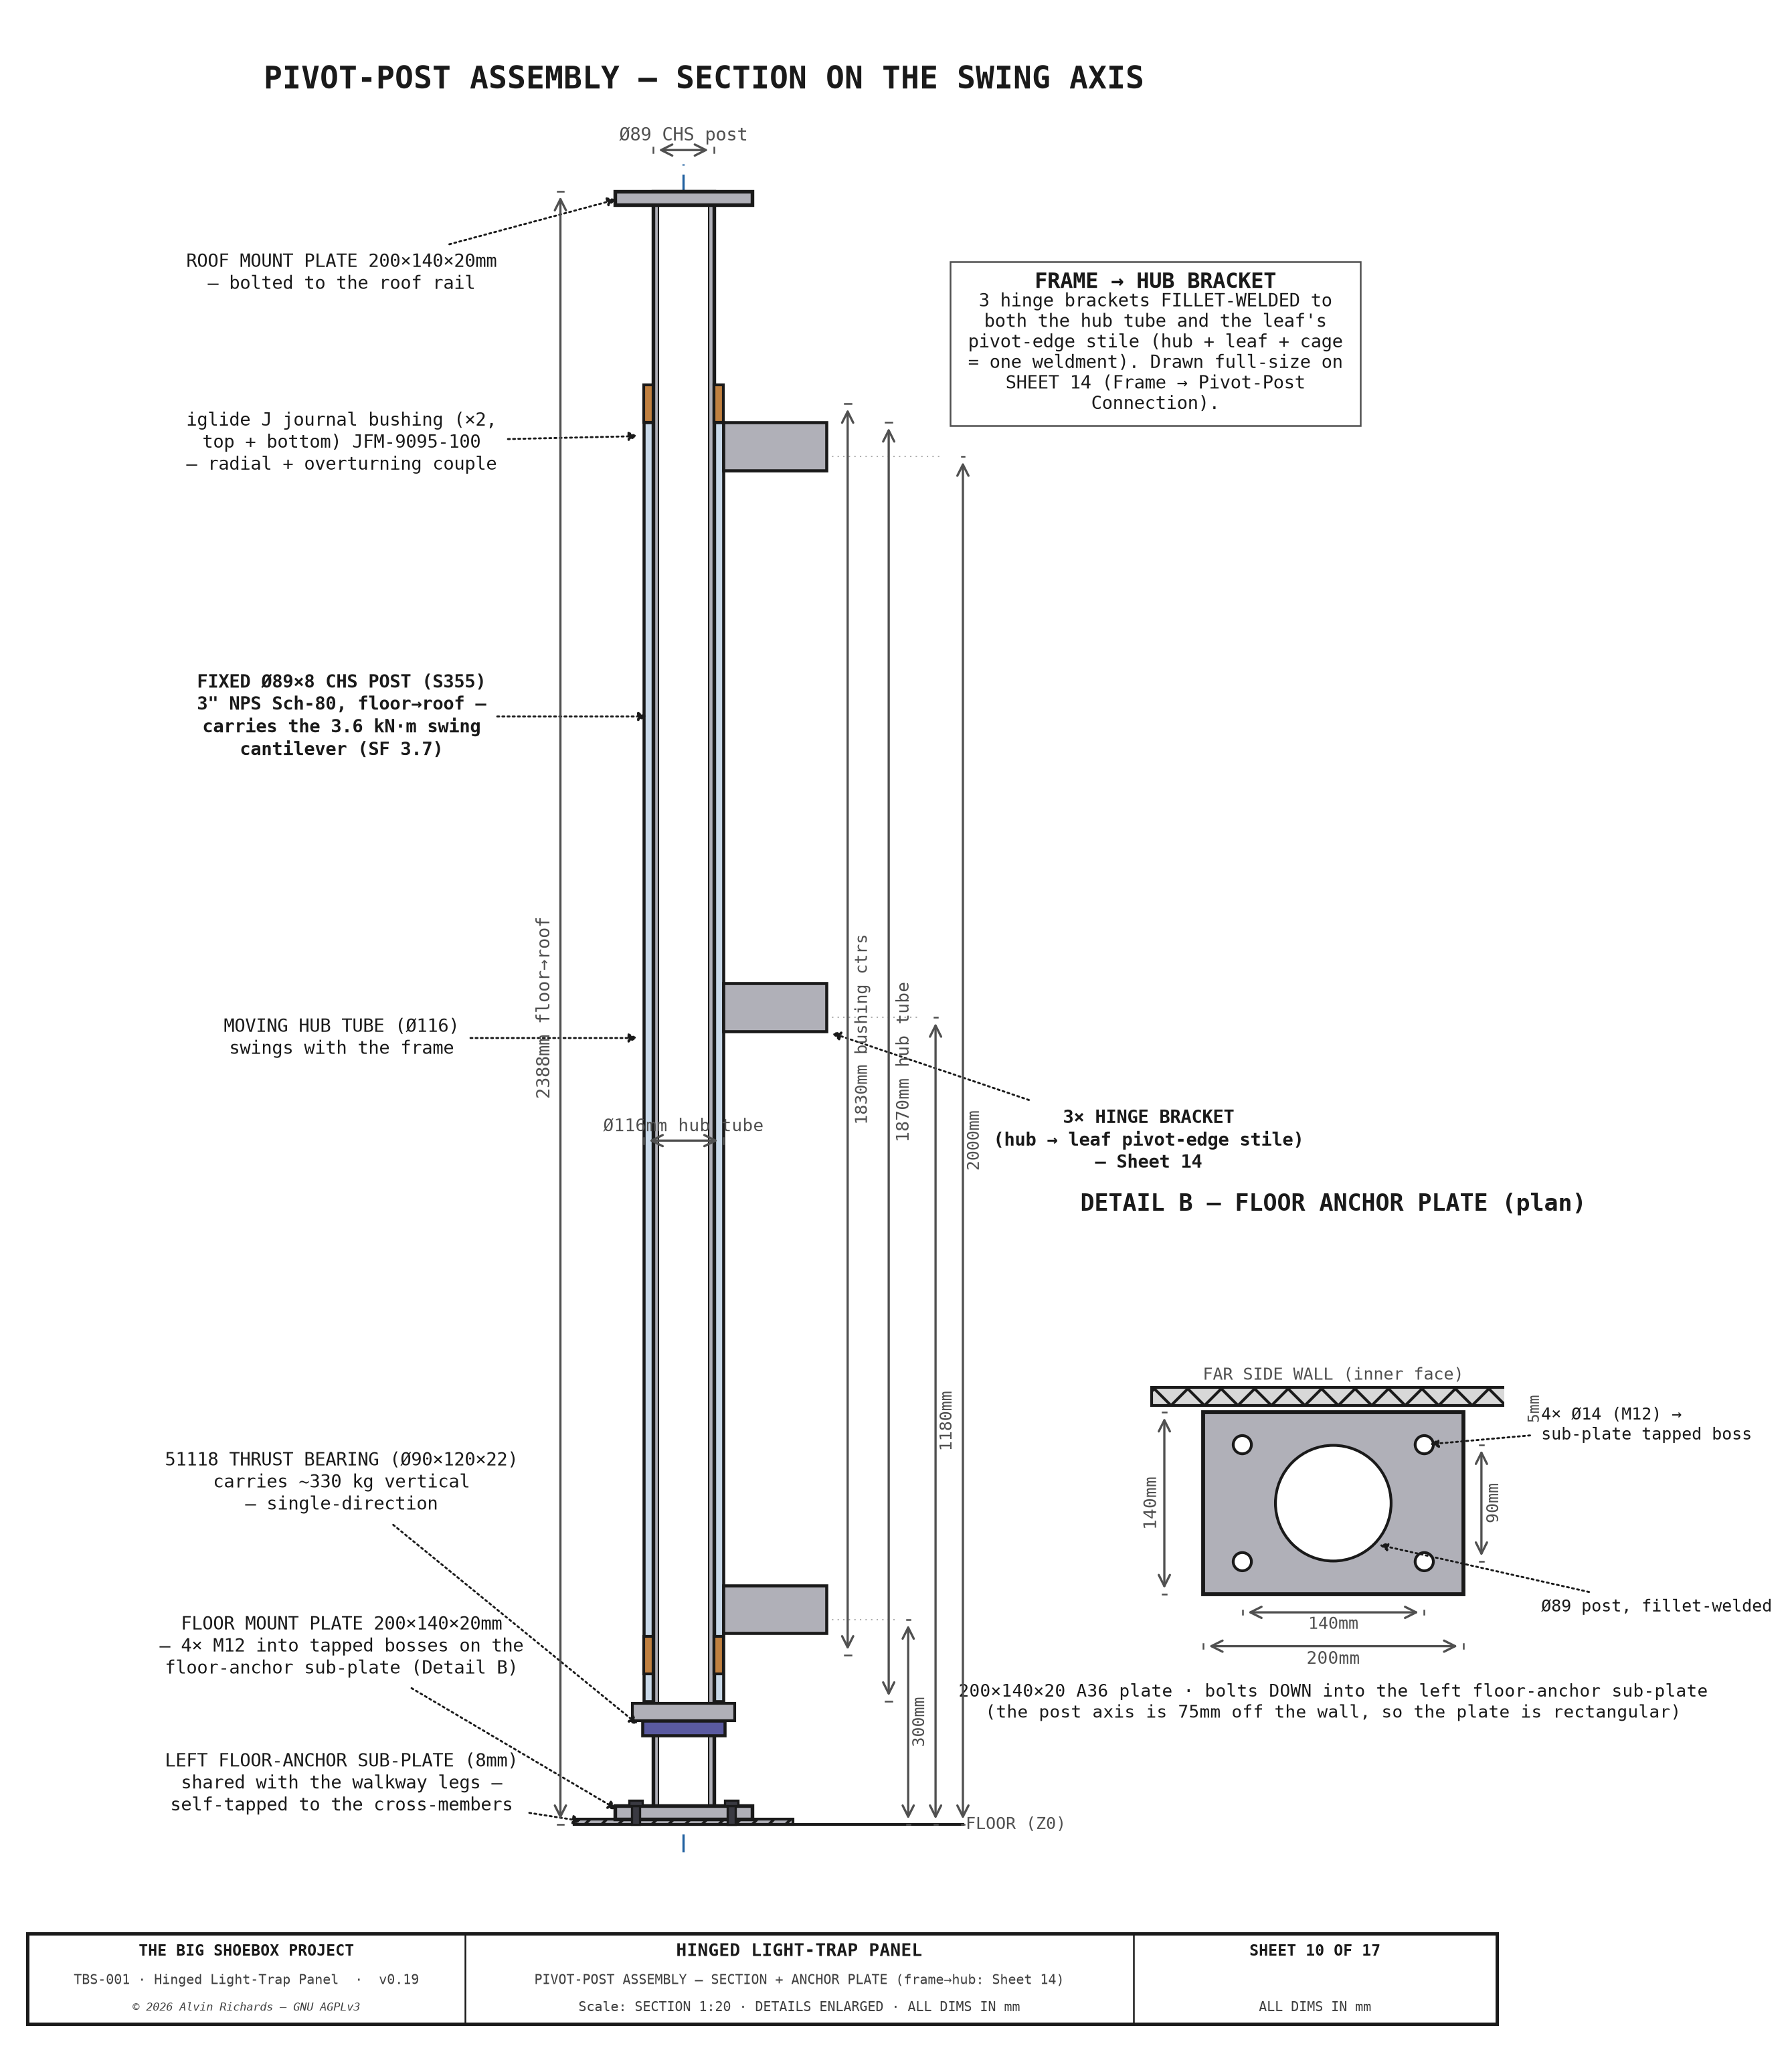 PIVOT-POST ASSEMBLY — SECTION ON THE SWING AXIS
Ø89 CHS post
ROOF MOUNT PLATE 200×140×20mm
— bolted to the roof rail
FRAME → HUB BRACKET
3 hinge brackets FILLET-WELDED to
both the hub tube and the leaf's
pivot-edge stile (hub + leaf + cage
= one weldment). Drawn full-size on
SHEET 14 (Frame → Pivot-Post
Connection).
iglide J journal bushing (×2,
top + bottom) JFM-9095-100
— radial + overturning couple
FIXED Ø89×8 CHS POST (S355)
3" NPS Sch-80, floor→roof —
carries the 3.6 kN·m swing
cantilever (SF 3.7)
2388mm floor→roof
1830mm bushing ctrs
1870mm hub tube
MOVING HUB TUBE (Ø116)
swings with the frame
Ø116mm hub tube
2000mm
3× HINGE BRACKET
(hub → leaf pivot-edge stile)
— Sheet 14
DETAIL B — FLOOR ANCHOR PLATE (plan)
1180mm
FAR SIDE WALL (inner face)
5mm
4× Ø14 (M12) →
sub-plate tapped boss
140mm
90mm
Ø89 post, fillet-welded
140mm
200mm
200×140×20 A36 plate · bolts DOWN into the left floor-anchor sub-plate
(the post axis is 75mm off the wall, so the plate is rectangular)
51118 THRUST BEARING (Ø90×120×22)
carries ~330 kg vertical
— single-direction
FLOOR MOUNT PLATE 200×140×20mm
— 4× M12 into tapped bosses on the
floor-anchor sub-plate (Detail B)
300mm
LEFT FLOOR-ANCHOR SUB-PLATE (8mm)
shared with the walkway legs —
self-tapped to the cross-members
FLOOR (Z0)
THE BIG SHOEBOX PROJECT
TBS-001 · Hinged Light-Trap Panel · v0.19
© 2026 Alvin Richards — GNU AGPLv3
HINGED LIGHT-TRAP PANEL
PIVOT-POST ASSEMBLY — SECTION + ANCHOR PLATE (frame→hub: Sheet 14)
Scale: SECTION 1:20 · DETAILS ENLARGED · ALL DIMS IN mm
SHEET 10 OF 17
ALL DIMS IN mm